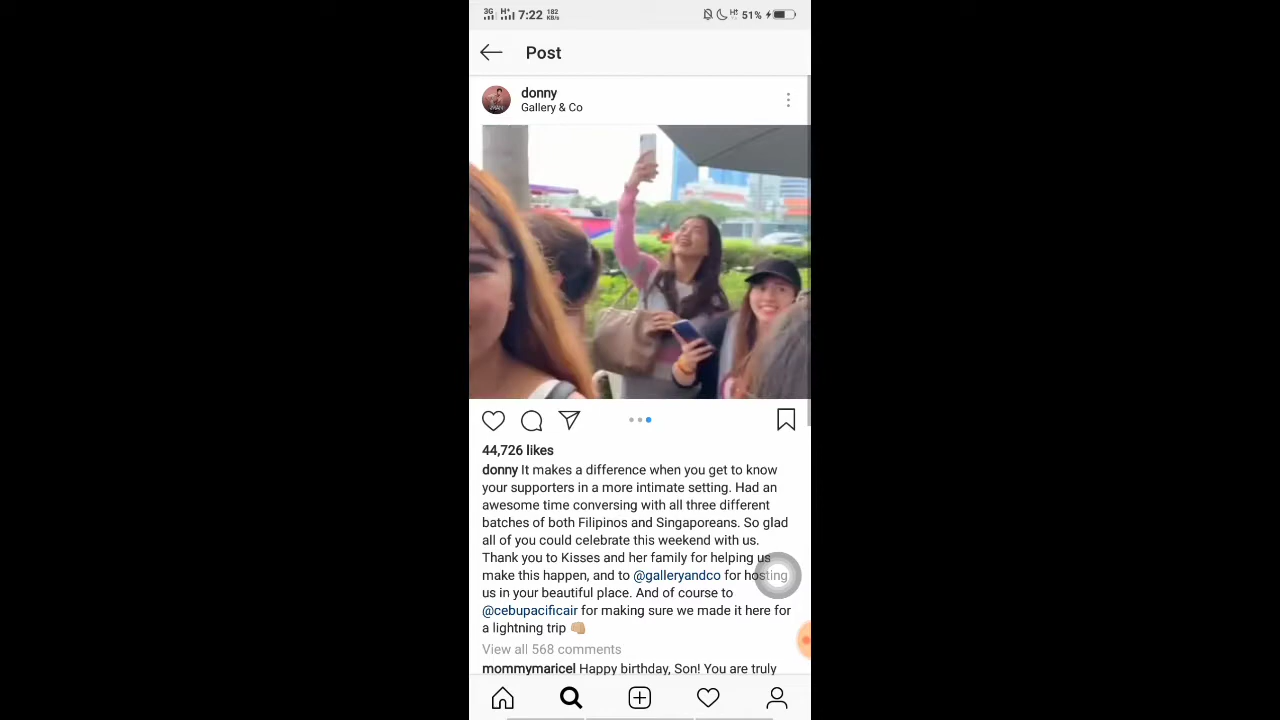 3G H+ 7:22 182 KB/s H+ 51%
Post
donny
Gallery & Co
44,726 likes
donny It makes a difference when you get to know
your supporters in a more intimate setting. Had an
awesome time conversing with all three different
batches of both Filipinos and Singaporeans. So glad
all of you could celebrate this weekend with us.
Thank you to Kisses and her family for helping us
make this happen, and to @galleryandco for hosting
us in your beautiful place. And of course to
@cebupacificair for making sure we made it here for
a lightning trip 👊🏼
View all 568 comments
mommymaricel Happy birthday, Son! You are truly